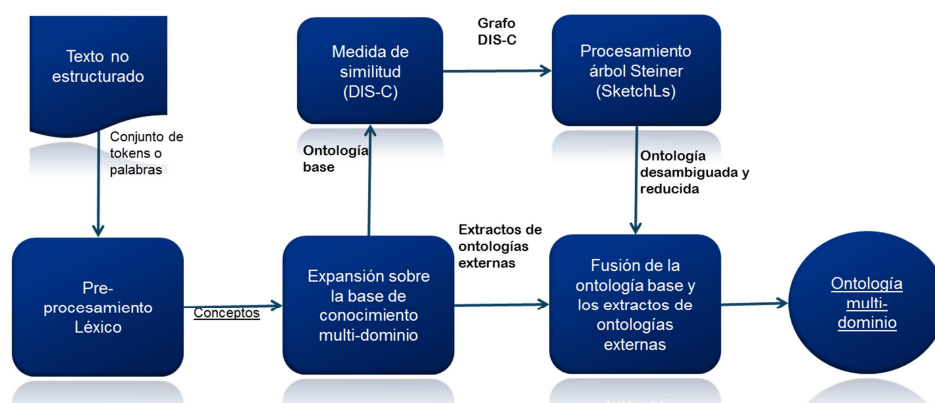 Texto no
estructurado
Conjunto de
tokens o
palabras
Pre-
procesamiento
Léxico
Conceptos
Expansión sobre
la base de
conocimiento
multi-dominio
Ontología
base
Medida de
similitud
(DIS-C)
Grafo
DIS-C
Procesamiento
árbol Steiner
(SketchLs)
Ontología
desambiguada y
reducida
Extractos de
ontologías
externas
Fusión de la
ontología base y
los extractos de
ontologías
externas
Ontología
multi-
dominio